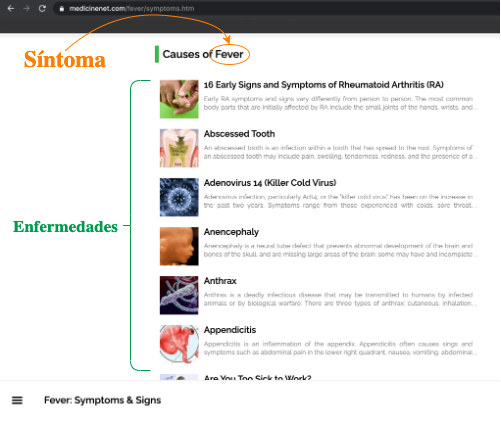 medicinenet.com/fever/symptoms.htm
Síntoma
Causes of Fever
Enfermedades
16 Early Signs and Symptoms of Rheumatoid Arthritis (RA)
Early RA symptoms and signs vary differently from person to person. The most common
body parts that are initially affected by RA include the small joints of the hands, wrists, and...
Abscessed Tooth
An abscessed tooth is an infection within a tooth that has spread to the root. Symptoms of
an abscessed tooth may include pain, swelling, tenderness, redness, and the presence of a...
Adenovirus 14 (Killer Cold Virus)
Adenovirus infection, particularly Ad14, or the "killer cold virus" has been on the increase in
the past two years. Symptoms range from those experienced with colds, sore throat,...
Anencephaly
Anencephaly is a neural tube defect that prevents abnormal development of the brain and
bones of the skull, and are missing large areas of the brain; some may have and incompleto...
Anthrax
Anthrax is a deadly infectious disease that may be transmitted to humans by infected
animals or by biological warfare. There are three types of anthrax: cutaneous, inhalation,...
Appendicitis
Appendicitis is an inflammation of the appendix. Appendicitis often causes sings and
symptoms such as abdominal pain in the lower right quadrant, nausea, vomiting, abdominal...
Are You Too Sick to Work?
Fever: Symptoms & Signs